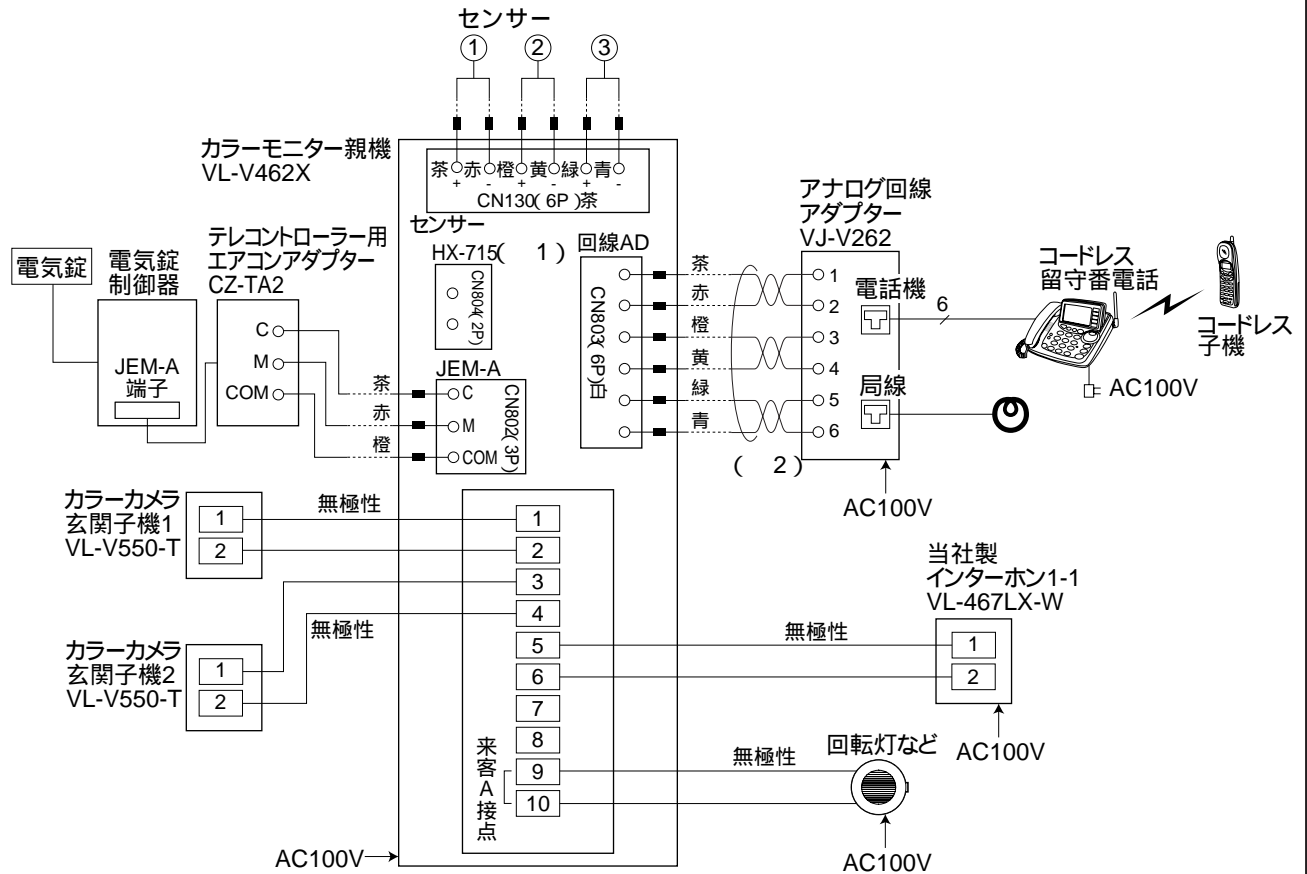 センサー
① ② ③
カラーモニター親機
VL-V462X
茶 赤 橙 黄 緑 青
+ - + - + -
CN130( 6P )茶
センサー
HX-715( 1 )
CN804( 2P)
回線AD
CN803( 6P)白
茶
赤
橙
黄
緑
青
( 2 )
アナログ回線
アダプター
VJ-V262
1
2
3
4
5
6
電話機
局線
AC100V
6
コードレス
留守番電話
AC100V
コードレス
子機
電気錠
電気錠
制御器
JEM-A
端子
テレコントローラー用
エアコンアダプター
CZ-TA2
C
M
COM
茶
赤
橙
JEM-A
C
M
COM
CN802( 3P)
カラーカメラ
玄関子機1
VL-V550-T
1
2
無極性
カラーカメラ
玄関子機2
VL-V550-T
1
2
無極性
1
2
3
4
5
6
7
8
9
10
来客A接点
無極性
当社製
インターホン1-1
VL-467LX-W
1
2
AC100V
無極性
回転灯など
AC100V
AC100V